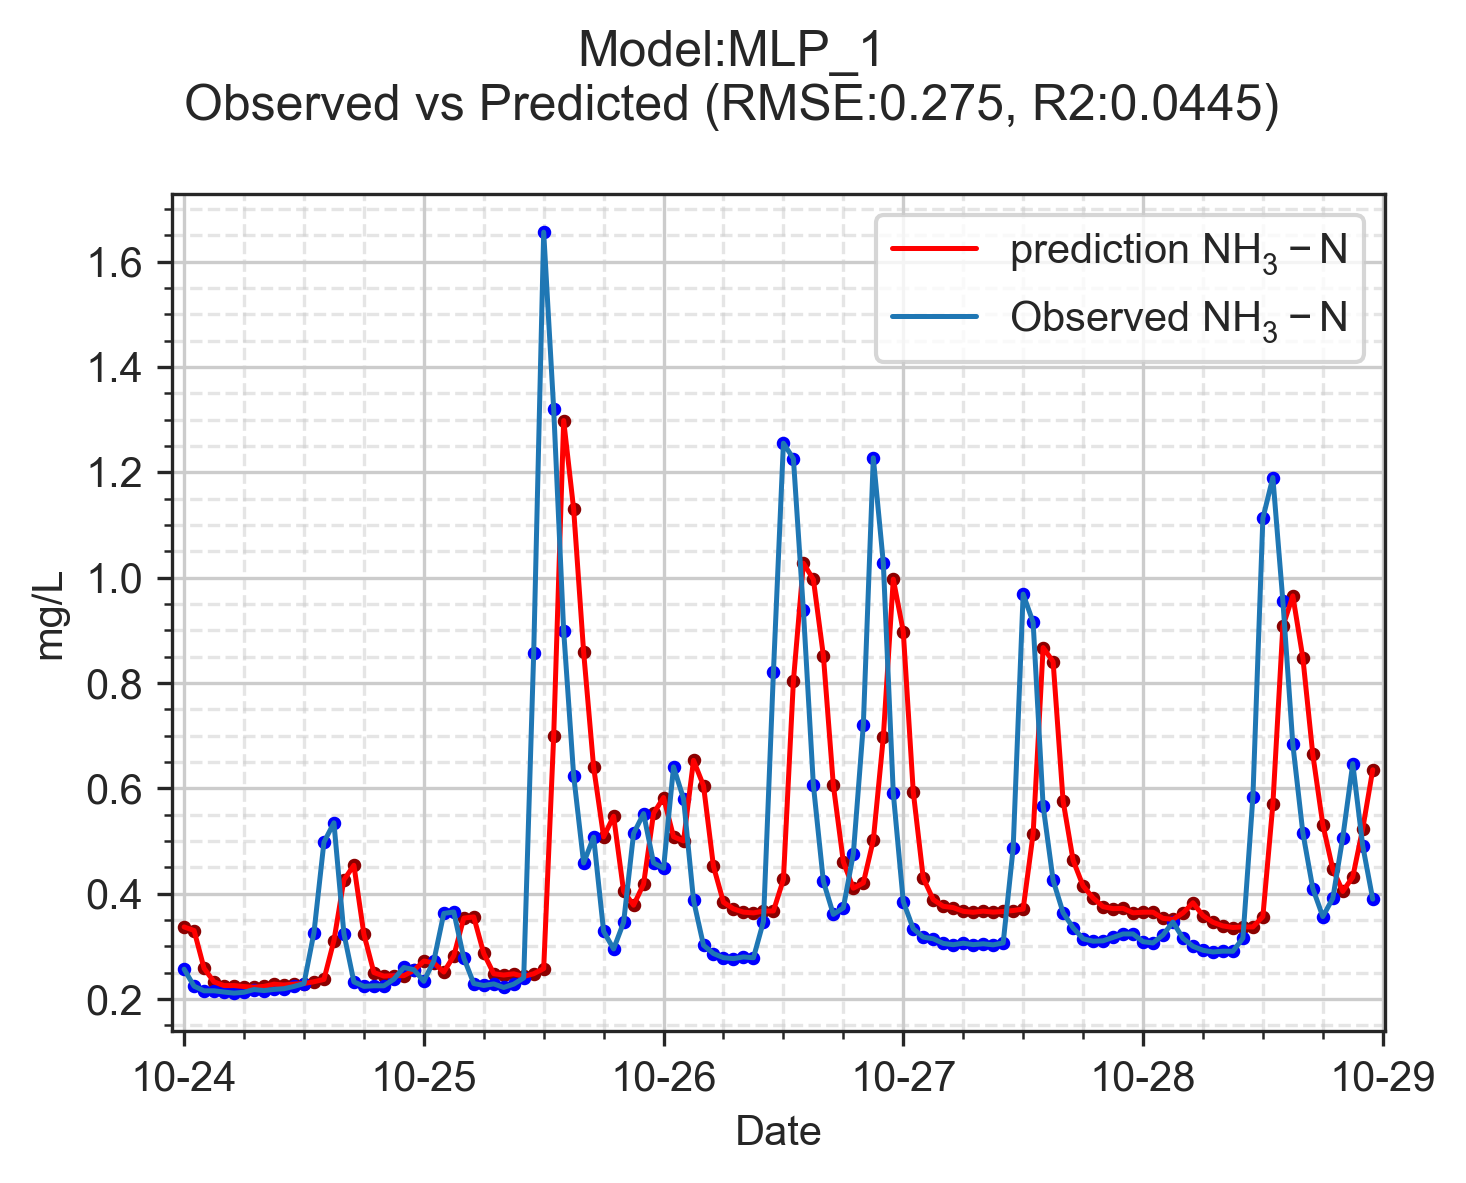 Model:MLP_1
Observed vs Predicted (RMSE:0.275, R2:0.0445)
prediction NH₃ − N
Observed NH₃ − N
1.6
1.4
1.2
1.0
0.8
0.6
0.4
0.2
mg/L
10-24 10-25 10-26 10-27 10-28 10-29
Date